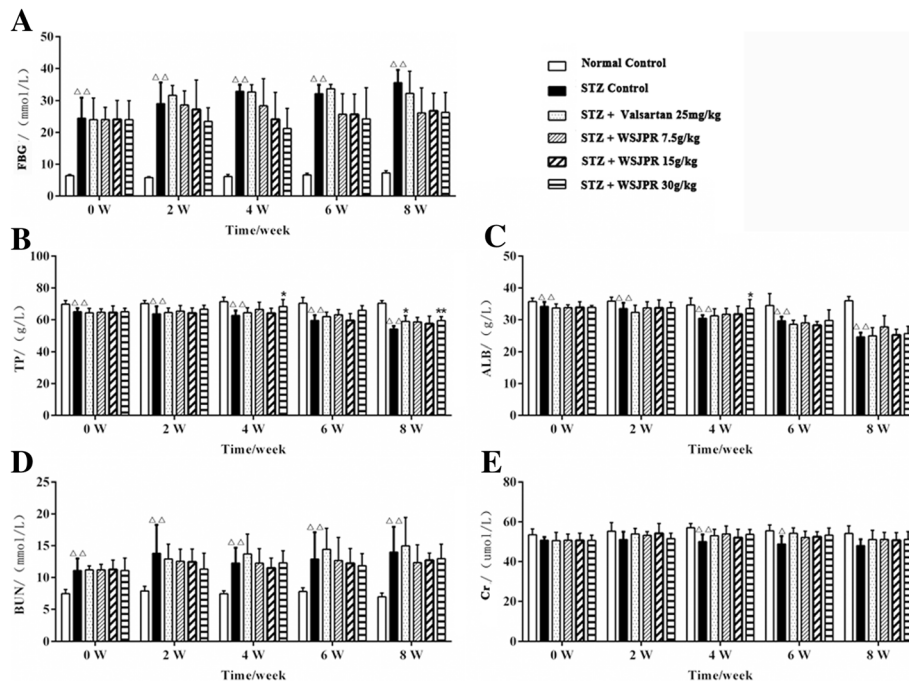 A
FBG / (mmol/L)
50
40
30
20
10
0
△△ △△ △△ △△ △△
0 W 2 W 4 W 6 W 8 W
Time/week
Normal Control
STZ Control
STZ + Valsartan 25mg/kg
STZ + WSJPR 7.5g/kg
STZ + WSJPR 15g/kg
STZ + WSJPR 30g/kg
B
TP/ (g/L)
100
80
60
40
20
0
△△ △△ △△ * △△ △△ * **
0 W 2 W 4 W 6 W 8 W
Time/week
C
ALB/ (g/L)
50
40
30
20
10
0
△△ △△ △△ * △△ △△
0 W 2 W 4 W 6 W 8 W
Time/week
D
BUN/ (mmol/L)
25
20
15
10
5
0
△△ △△ △△ △△ △△
0 W 2 W 4 W 6 W 8 W
Time/week
E
Cr/ (umol/L)
80
60
40
20
0
△△ △
0 W 2 W 4 W 6 W 8 W
Time/week